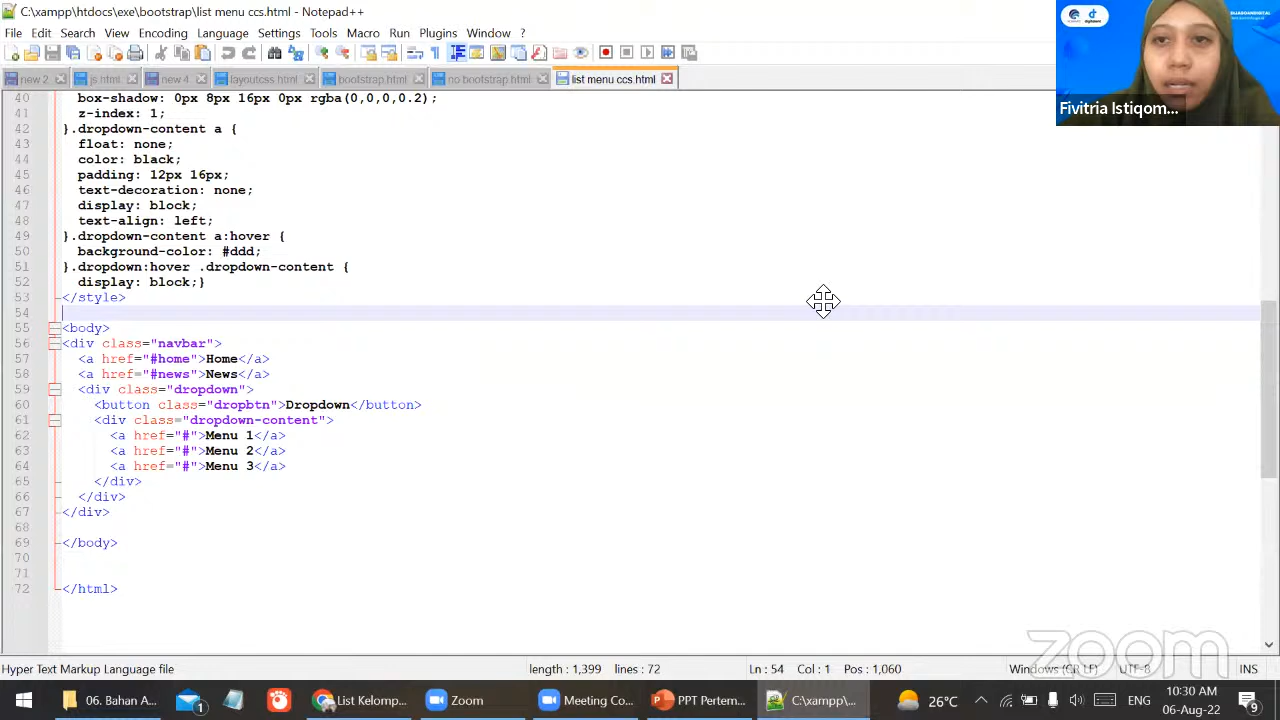 C:\xampp\htdocs\exe\bootstrap\list menu ccs.html - Notepad++
File Edit Search View Encoding Language Settings Tools Macro Run Plugins Window ?
new 2 js.html new 4 layoutcss.html bootstrap.html no bootstrap.html list menu ccs.html
Fivitria Istiqom...
40 box-shadow: 0px 8px 16px 0px rgba(0,0,0,0.2);
41 z-index: 1;
42 }.dropdown-content a {
43 float: none;
44 color: black;
45 padding: 12px 16px;
46 text-decoration: none;
47 display: block;
48 text-align: left;
49 }.dropdown-content a:hover {
50 background-color: #ddd;
51 }.dropdown:hover .dropdown-content {
52 display: block;}
53 </style>
54
55 <body>
56 <div class="navbar">
57 <a href="#home">Home</a>
58 <a href="#news">News</a>
59 <div class="dropdown">
60 <button class="dropbtn">Dropdown</button>
61 <div class="dropdown-content">
62 <a href="#">Menu 1</a>
63 <a href="#">Menu 2</a>
64 <a href="#">Menu 3</a>
65 </div>
66 </div>
67 </div>
68
69 </body>
70
71
72 </html>
zoom
Hyper Text Markup Language file length : 1,399 lines : 72 Ln : 54 Col : 1 Pos : 1,060 Windows (CR LF) UTF-8 INS
06. Bahan A... 1 List Kelomp... Zoom Meeting Co... PPT Pertem... C:\xampp\... 26°C ENG 10:30 AM
06-Aug-22 9